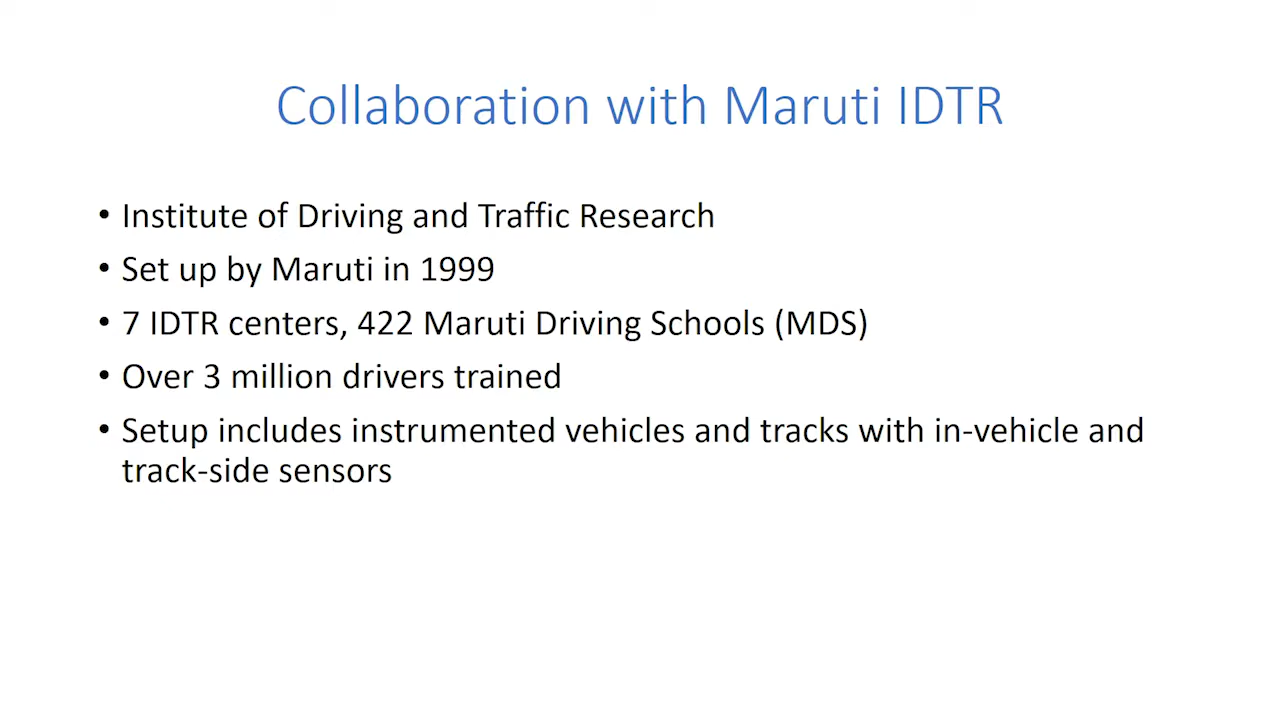 Collaboration with Maruti IDTR
• Institute of Driving and Traffic Research
• Set up by Maruti in 1999
• 7 IDTR centers, 422 Maruti Driving Schools (MDS)
• Over 3 million drivers trained
• Setup includes instrumented vehicles and tracks with in-vehicle and
track-side sensors